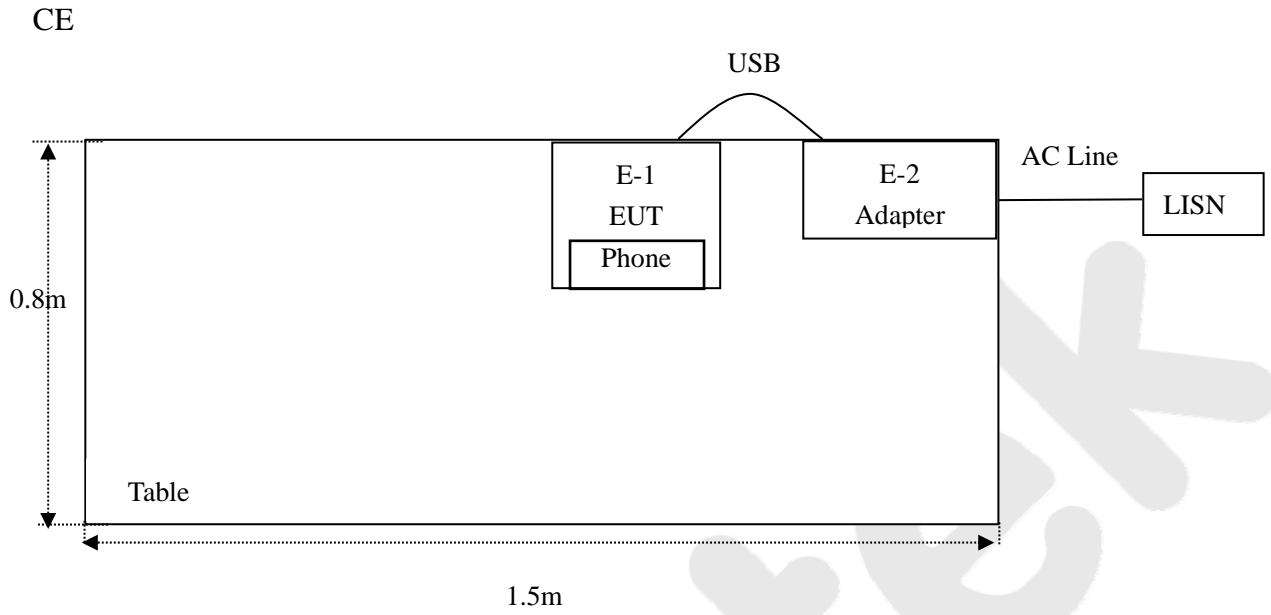 CE
USB
AC Line
E-1
EUT
Phone
E-2
Adapter
LISN
0.8m
Table
1.5m